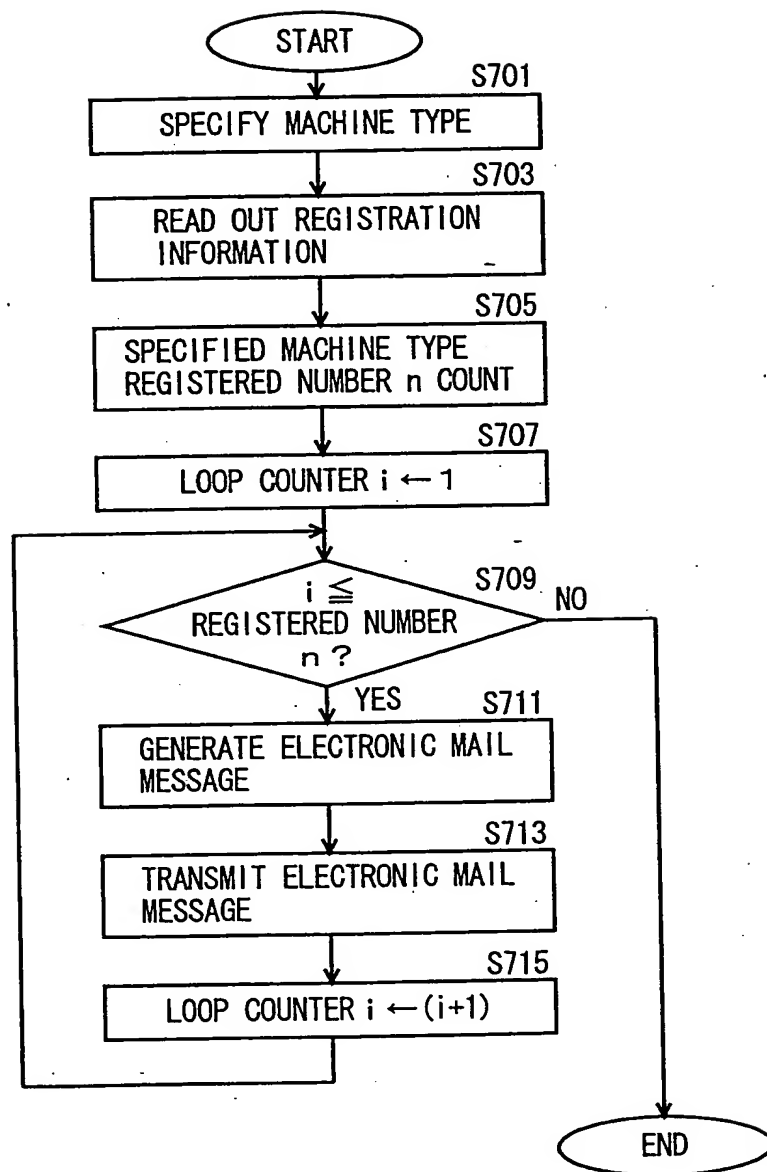 START
S701
SPECIFY MACHINE TYPE
S703
READ OUT REGISTRATION
INFORMATION
S705
SPECIFIED MACHINE TYPE
REGISTERED NUMBER n COUNT
S707
LOOP COUNTER i ← 1
S709
i ≦
REGISTERED NUMBER
n ?
NO
YES
S711
GENERATE ELECTRONIC MAIL
MESSAGE
S713
TRANSMIT ELECTRONIC MAIL
MESSAGE
S715
LOOP COUNTER i ← (i+1)
END